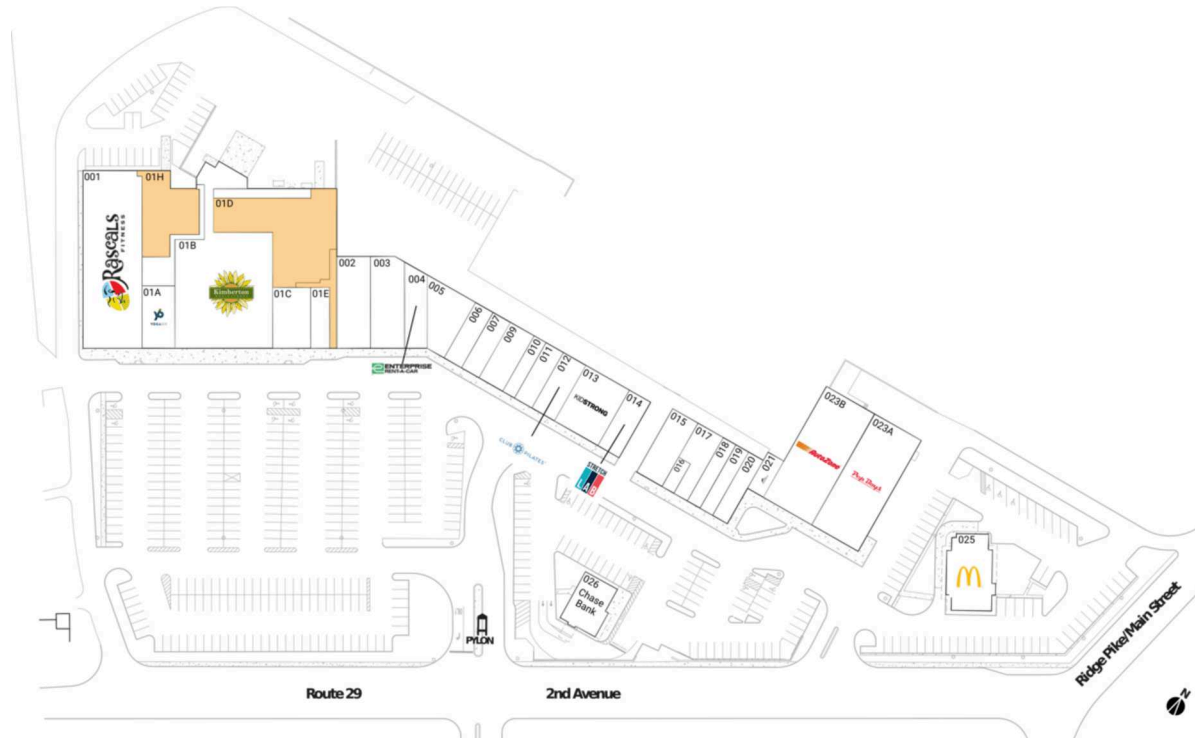 001
01H
01D
Rascals
FITNESS
01B
01A
YOGASIX
Kimberton
01C
01E
002
003
004
005
006
007
009
010
011
012
013
014
ENTERPRISE
RENT-A-CAR
KIDSTRONG
CLUB PILATES
STRETCH
LAB
015
016
017
018
019
020
021
023B
AutoZone
023A
Pep Boys
025
026
Chase
Bank
PYLON
Route 29
2nd Avenue
Ridge Pike/Main Street
N